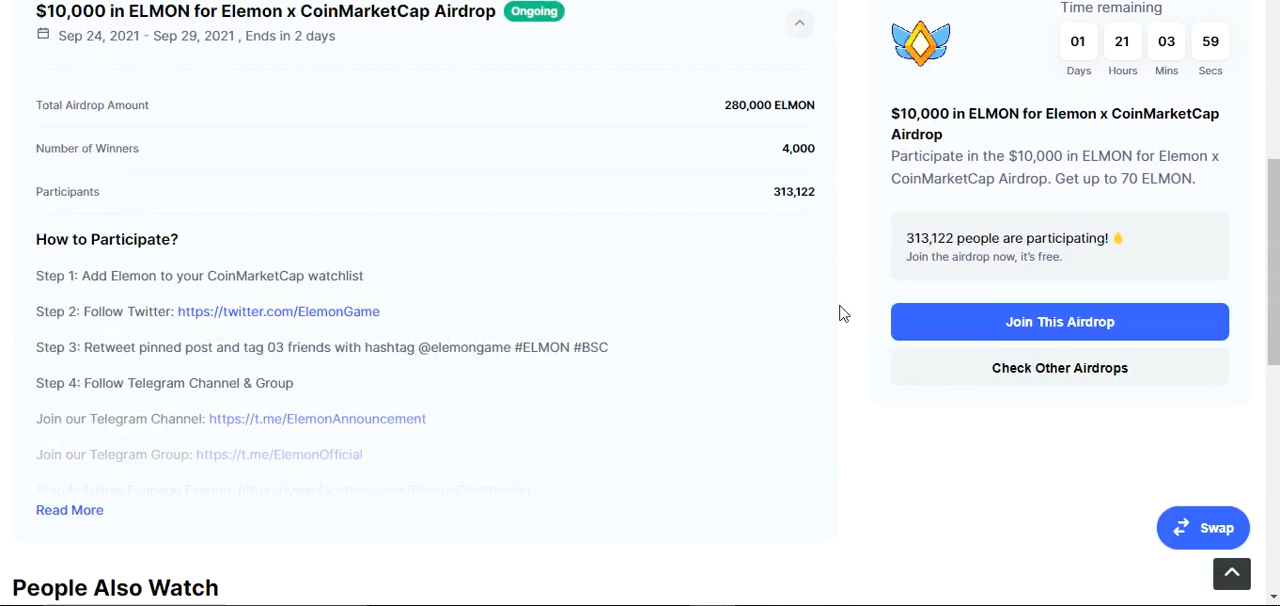 $10,000 in ELMON for Elemon x CoinMarketCap Airdrop Ongoing
Sep 24, 2021 - Sep 29, 2021 , Ends in 2 days
Total Airdrop Amount 280,000 ELMON
Number of Winners 4,000
Participants 313,122
How to Participate?
Step 1: Add Elemon to your CoinMarketCap watchlist
Step 2: Follow Twitter: https://twitter.com/ElemonGame
Step 3: Retweet pinned post and tag 03 friends with hashtag @elemongame #ELMON #BSC
Step 4: Follow Telegram Channel & Group
Join our Telegram Channel: https://t.me/ElemonAnnouncement
Join our Telegram Group: https://t.me/ElemonOfficial
Step 5: Follow
Read More
People Also Watch
Time remaining
01 21 03 59
Days Hours Mins Secs
$10,000 in ELMON for Elemon x CoinMarketCap
Airdrop
Participate in the $10,000 in ELMON for Elemon x
CoinMarketCap Airdrop. Get up to 70 ELMON.
313,122 people are participating!
Join the airdrop now, it's free.
Join This Airdrop
Check Other Airdrops
Swap